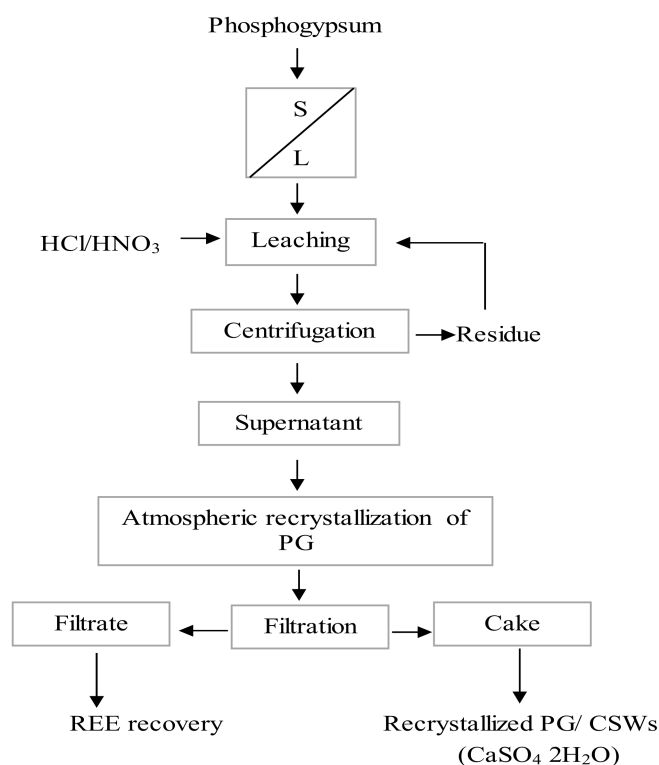 Phosphogypsum
S
L
HCl/HNO₃
Leaching
Centrifugation
Residue
Supernatant
Atmospheric recrystallization of
PG
Filtrate
Filtration
Cake
REE recovery
Recrystallized PG/ CSWs
(CaSO₄ 2H₂O)